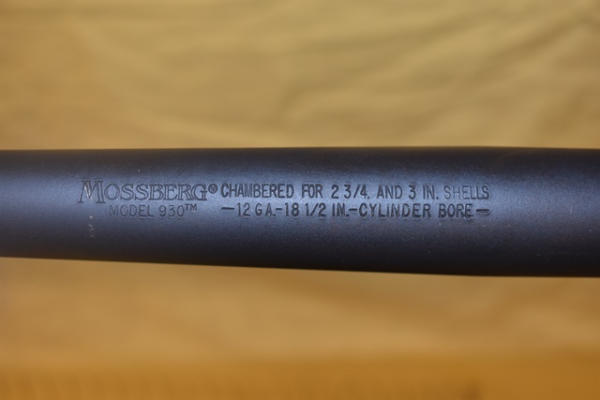 MOSSBERG® CHAMBERED FOR 2 3/4. AND 3 IN. SHELLS
MODEL 930™ —12 GA.-18 1/2 IN.-CYLINDER BORE—